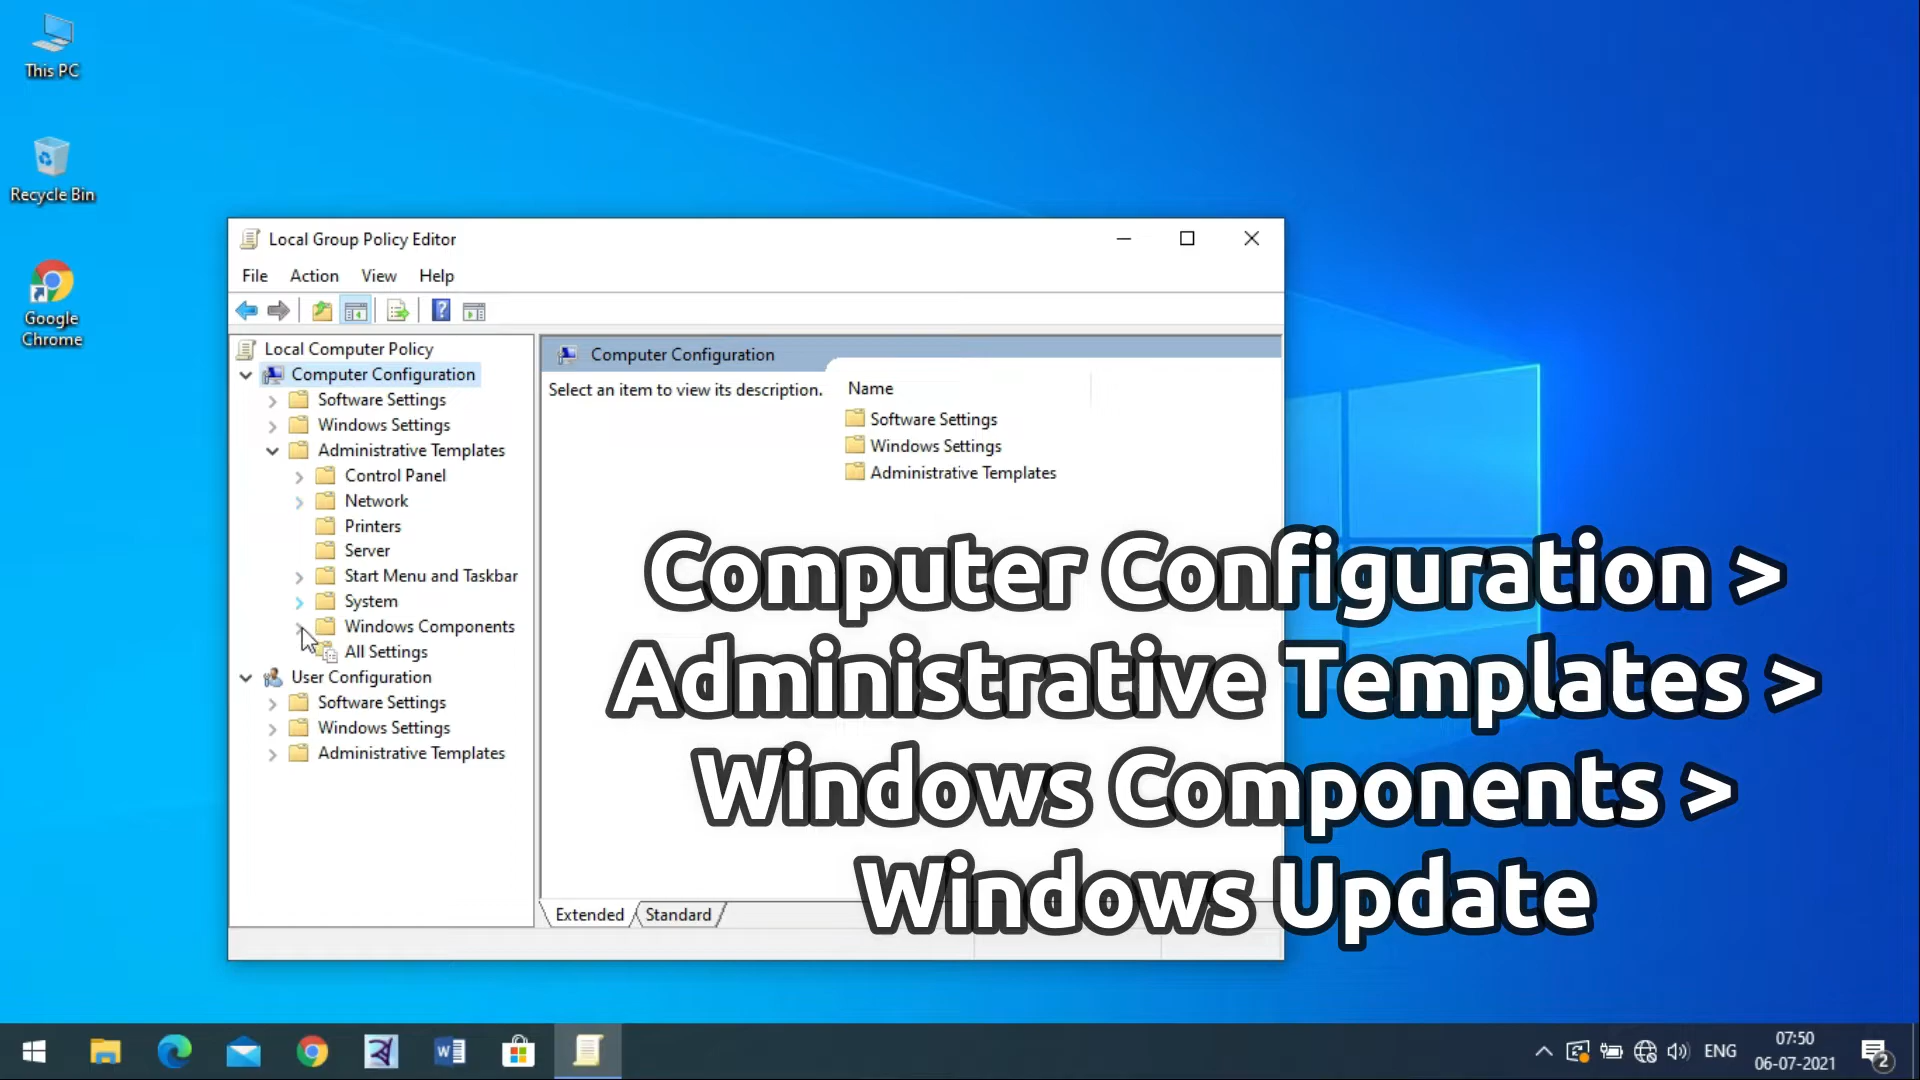 This PC
Recycle Bin
Google
Chrome
Local Group Policy Editor
File Action View Help
Local Computer Policy
Computer Configuration
Software Settings
Windows Settings
Administrative Templates
Control Panel
Network
Printers
Server
Start Menu and Taskbar
System
Windows Components
All Settings
User Configuration
Software Settings
Windows Settings
Administrative Templates
Computer Configuration
Select an item to view its description.
Name
Software Settings
Windows Settings
Administrative Templates
Extended Standard
Computer Configuration >
Administrative Templates >
Windows Components >
Windows Update
ENG
07:50
06-07-2021
2